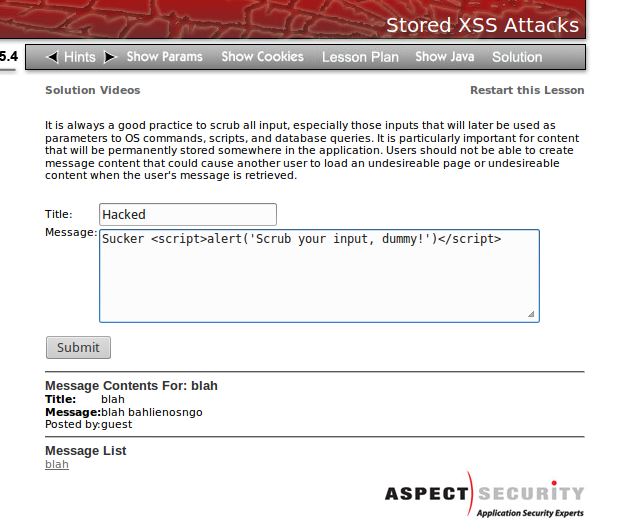 Stored XSS Attacks
5.4
Hints Show Params Show Cookies Lesson Plan Show Java Solution
Solution Videos Restart this Lesson
It is always a good practice to scrub all input, especially those inputs that will later be used as
parameters to OS commands, scripts, and database queries. It is particularly important for content
that will be permanently stored somewhere in the application. Users should not be able to create
message content that could cause another user to load an undesireable page or undesireable
content when the user's message is retrieved.
Title: Hacked
Message: Sucker <script>alert('Scrub your input, dummy!')</script>
Submit
Message Contents For: blah
Title: blah
Message:blah bahlienosngo
Posted by:guest
Message List
blah
ASPECT SECURITY
Application Security Experts